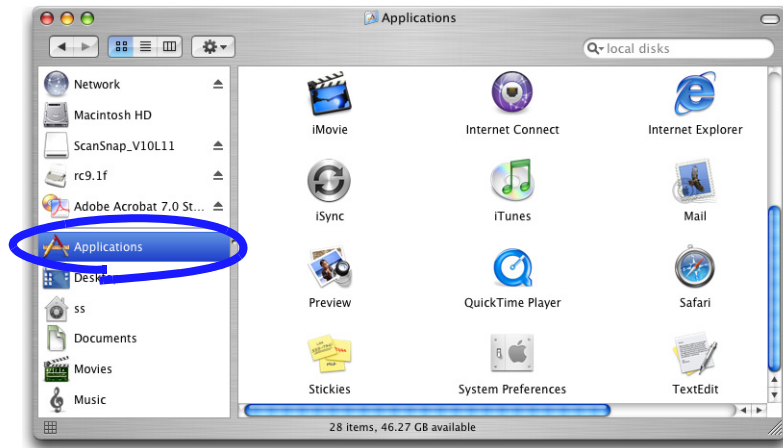 Applications
local disks
Network
Macintosh HD
ScanSnap_V10L11
rc9.1f
Adobe Acrobat 7.0 St...
Applications
Desktop
ss
Documents
Movies
Music
iMovie
Internet Connect
Internet Explorer
iSync
iTunes
Mail
Preview
QuickTime Player
Safari
Stickies
System Preferences
TextEdit
28 items, 46.27 GB available